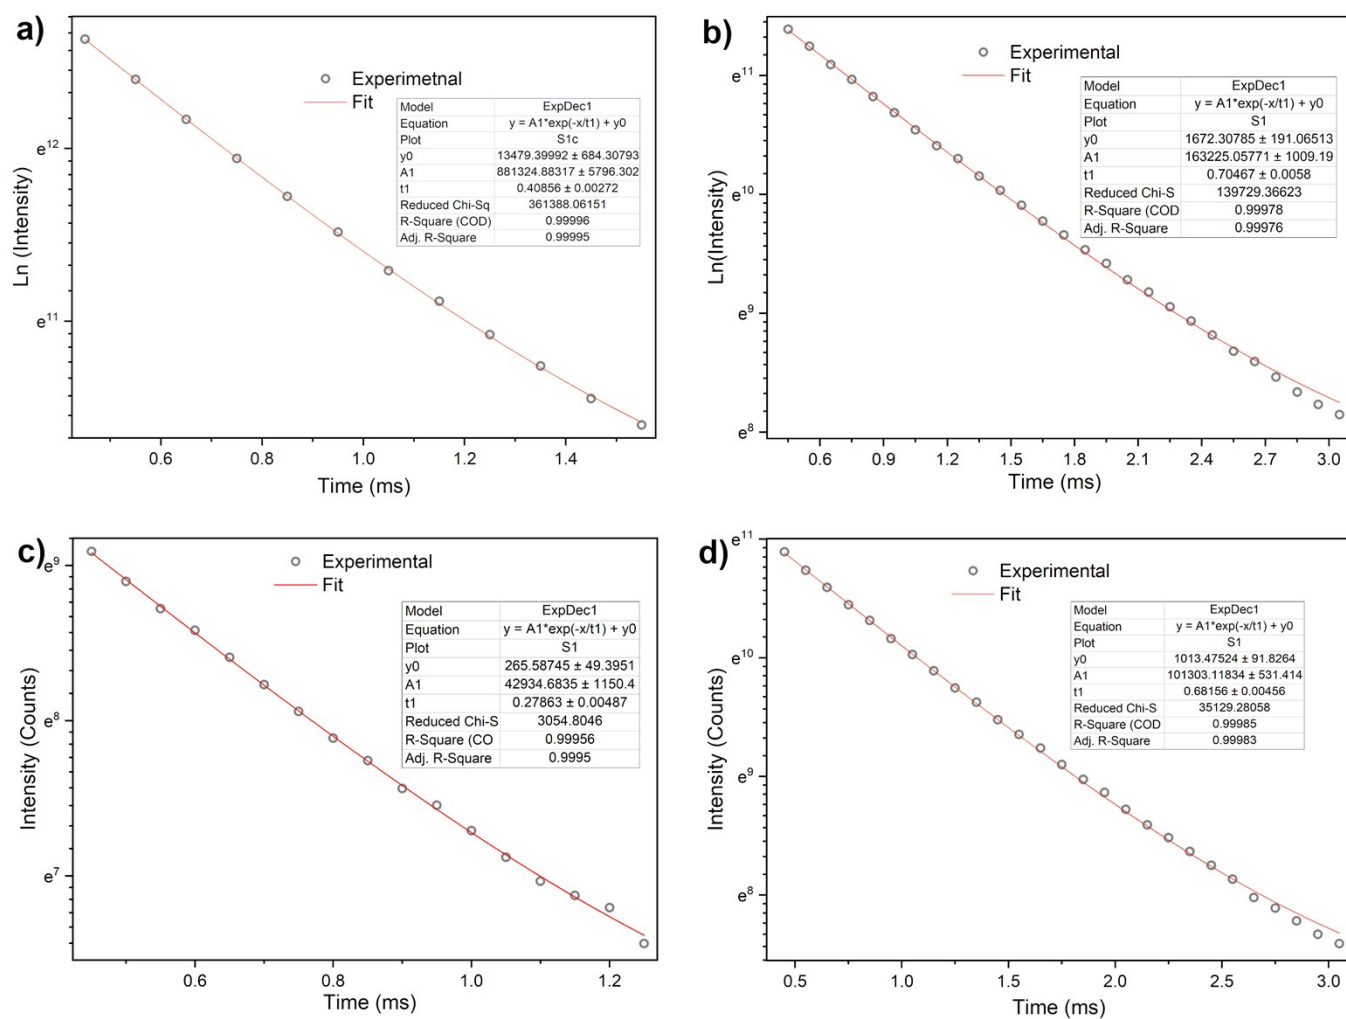 a)
Experimetnal
Fit
Model ExpDec1
Equation y = A1*exp(-x/t1) + y0
Plot S1c
y0 13479.39992 ± 684.30793
A1 881324.88317 ± 5796.302
t1 0.40856 ± 0.00272
Reduced Chi-Sq 361388.06151
R-Square (COD) 0.99996
Adj. R-Square 0.99995
Ln (Intensity)
e12
e11
0.6 0.8 1.0 1.2 1.4
Time (ms)
b)
Experimental
Fit
Model ExpDec1
Equation y = A1*exp(-x/t1) + y0
Plot S1
y0 1672.30785 ± 191.06513
A1 163225.05771 ± 1009.19
t1 0.70467 ± 0.0058
Reduced Chi-S 139729.36623
R-Square (COD 0.99978
Adj. R-Square 0.99976
Ln(Intensity)
e11
e10
e9
e8
0.6 0.9 1.2 1.5 1.8 2.1 2.4 2.7 3.0
Time (ms)
c)
Experimental
Fit
Model ExpDec1
Equation y = A1*exp(-x/t1) + y0
Plot S1
y0 265.58745 ± 49.3951
A1 42934.6835 ± 1150.4
t1 0.27863 ± 0.00487
Reduced Chi-S 3054.8046
R-Square (CO 0.99956
Adj. R-Square 0.9995
Intensity (Counts)
e9
e8
e7
0.6 0.8 1.0 1.2
Time (ms)
d)
Experimental
Fit
Model ExpDec1
Equation y = A1*exp(-x/t1) + y0
Plot S1
y0 1013.47524 ± 91.8264
A1 101303.11834 ± 531.414
t1 0.68156 ± 0.00456
Reduced Chi-S 35129.28058
R-Square (COD 0.99985
Adj. R-Square 0.99983
Intensity (Counts)
e11
e10
e9
e8
0.5 1.0 1.5 2.0 2.5 3.0
Time (ms)